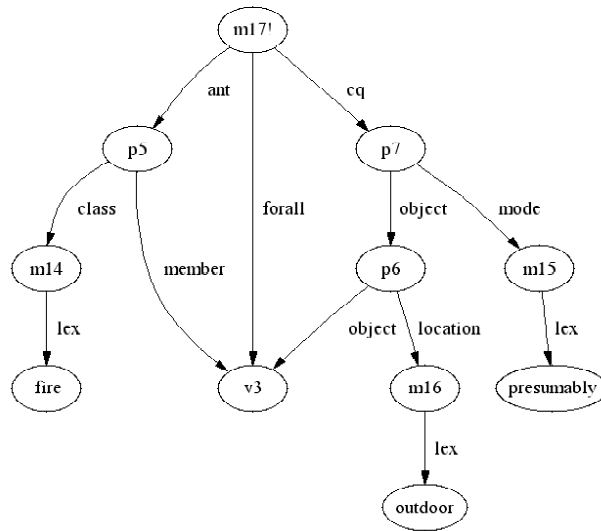 m17!
ant
cq
p5
p7
class
forall
object
mode
m14
member
p6
m15
lex
object
location
lex
fire
v3
m16
presumably
lex
outdoor